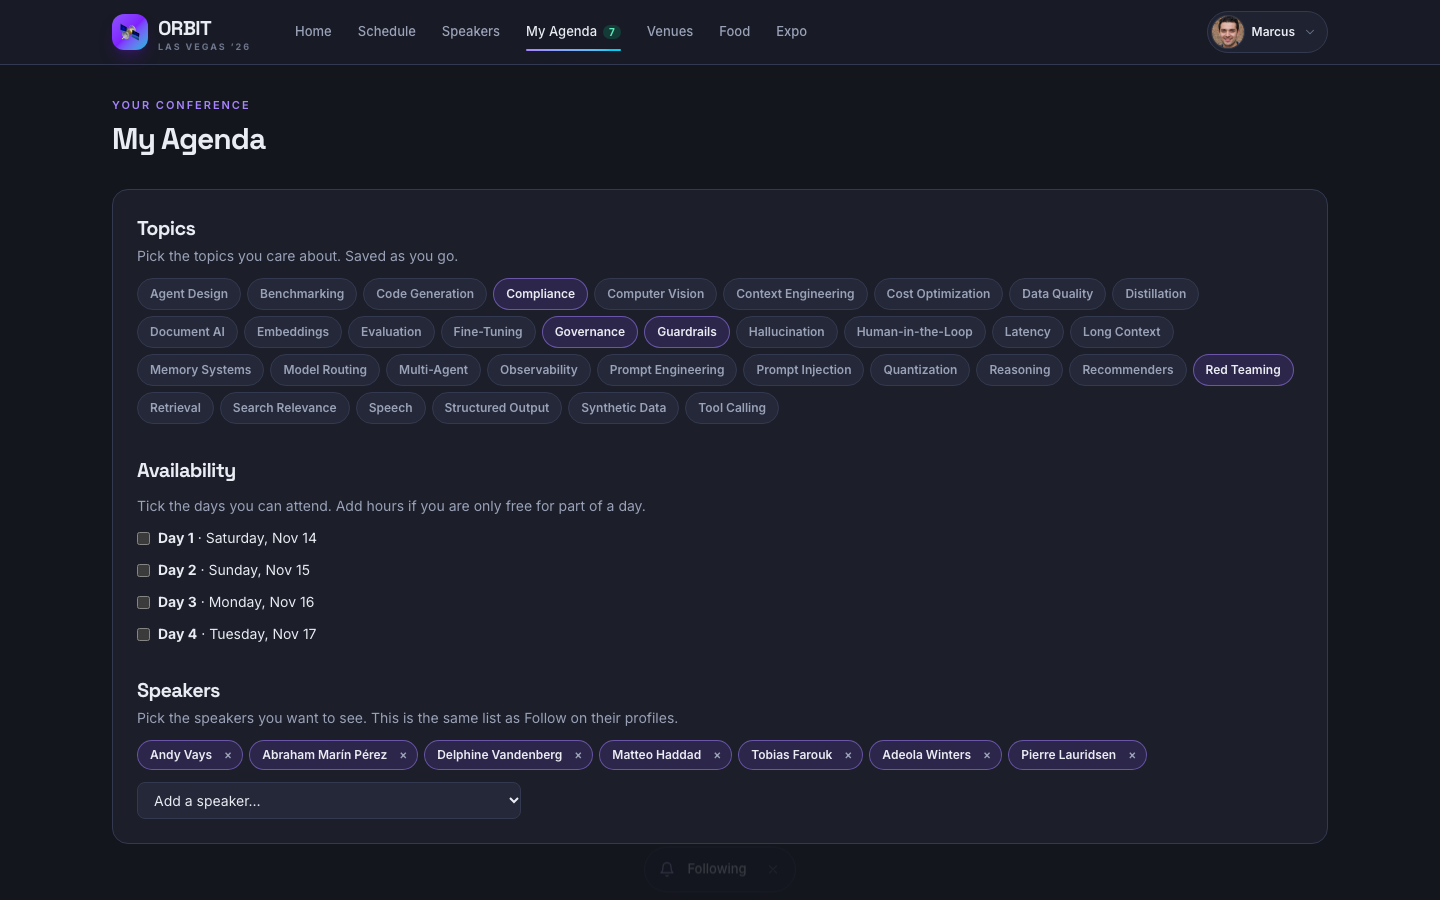 ORBIT
LAS VEGAS '26
Home
Schedule
Speakers
My Agenda 7
Venues
Food
Expo
Marcus
YOUR CONFERENCE
My Agenda
Topics
Pick the topics you care about. Saved as you go.
Agent Design Benchmarking Code Generation Compliance Computer Vision Context Engineering Cost Optimization Data Quality Distillation
Document AI Embeddings Evaluation Fine-Tuning Governance Guardrails Hallucination Human-in-the-Loop Latency Long Context
Memory Systems Model Routing Multi-Agent Observability Prompt Engineering Prompt Injection Quantization Reasoning Recommenders Red Teaming
Retrieval Search Relevance Speech Structured Output Synthetic Data Tool Calling
Availability
Tick the days you can attend. Add hours if you are only free for part of a day.
Day 1 · Saturday, Nov 14
Day 2 · Sunday, Nov 15
Day 3 · Monday, Nov 16
Day 4 · Tuesday, Nov 17
Speakers
Pick the speakers you want to see. This is the same list as Follow on their profiles.
Andy Vays × Abraham Marín Pérez × Delphine Vandenberg × Matteo Haddad × Tobias Farouk × Adeola Winters × Pierre Lauridsen ×
Add a speaker...
Following ×